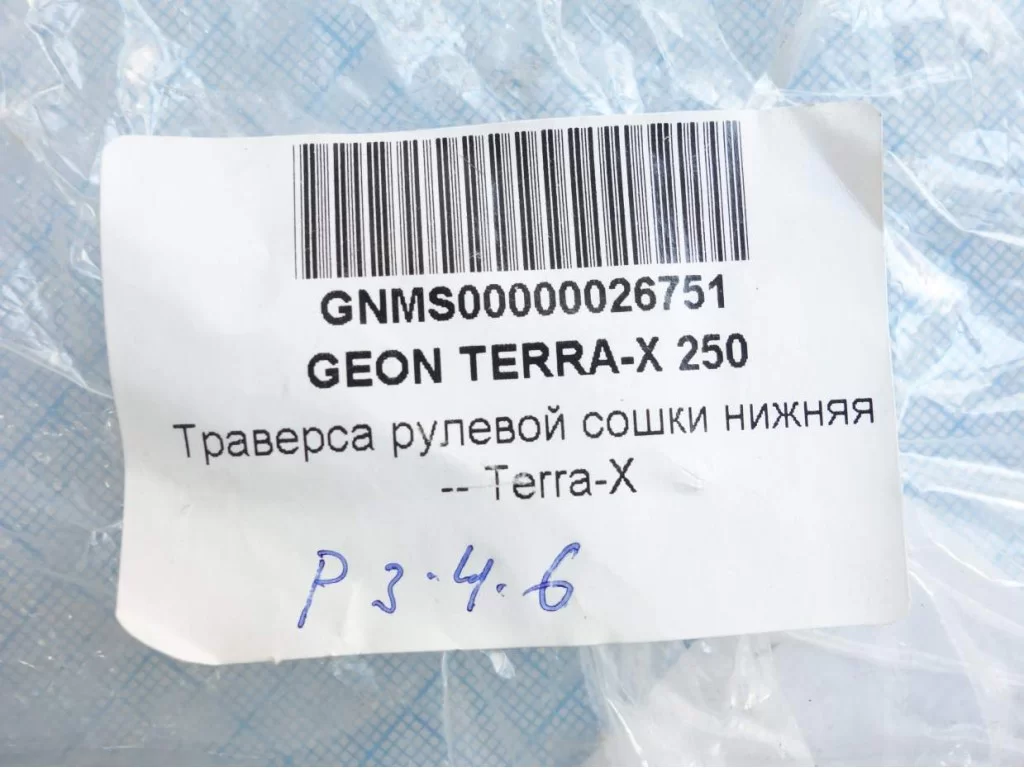 GNMS00000026751
GEON TERRA-X 250
Траверса рулевой сошки нижняя
-- Terra-X
Р 3.4.6